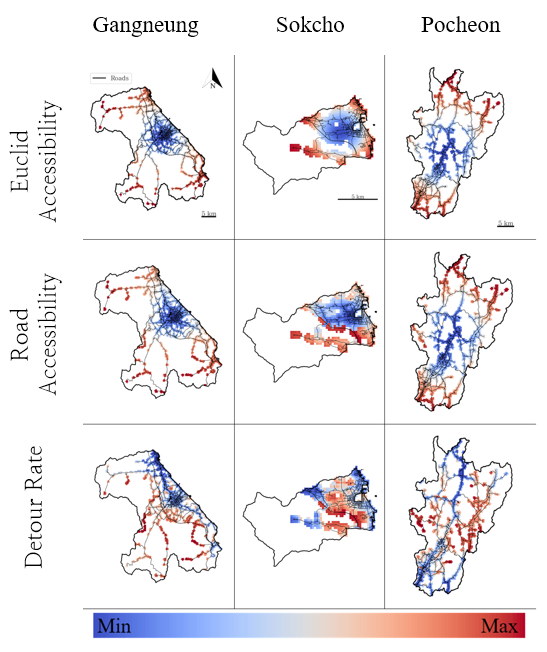 Gangneung Sokcho Pocheon
Roads
N
Euclid
Accessibility
5 km
5 km
5 km
Road
Accessibility
Detour Rate
Min Max